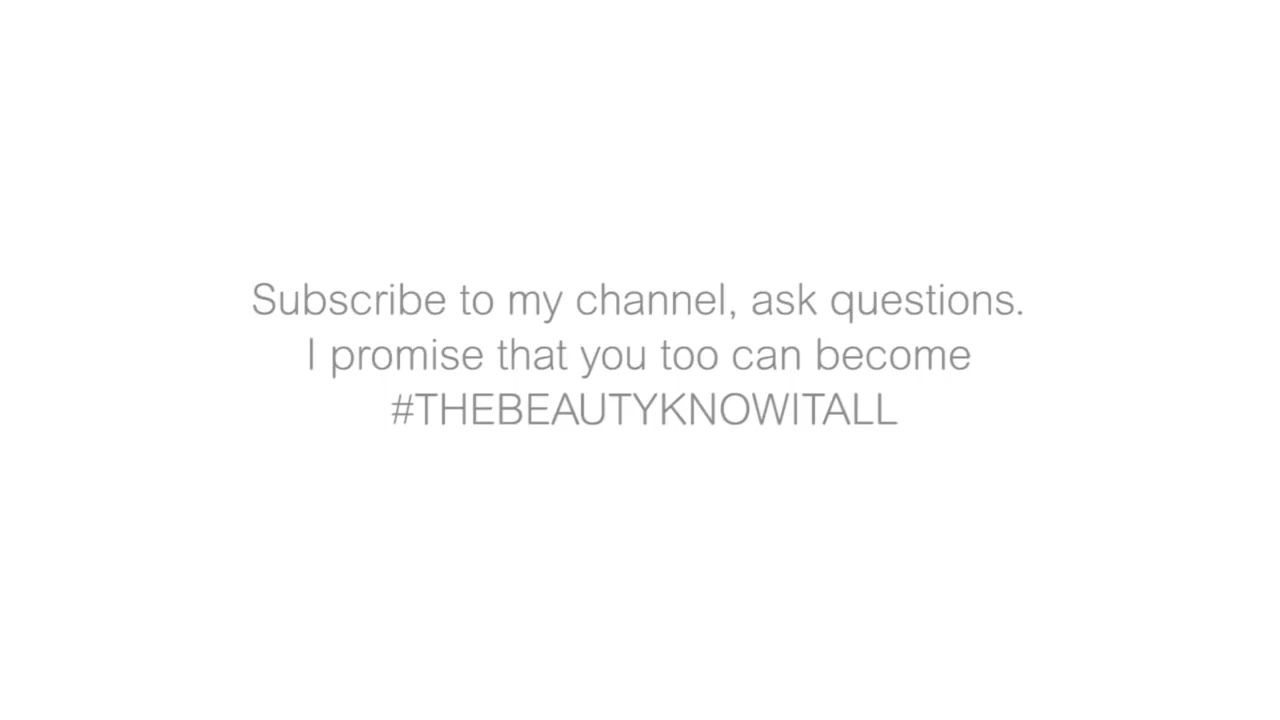 Subscribe to my channel, ask questions.
I promise that you too can become
#THEBEAUTYKNOWITALL